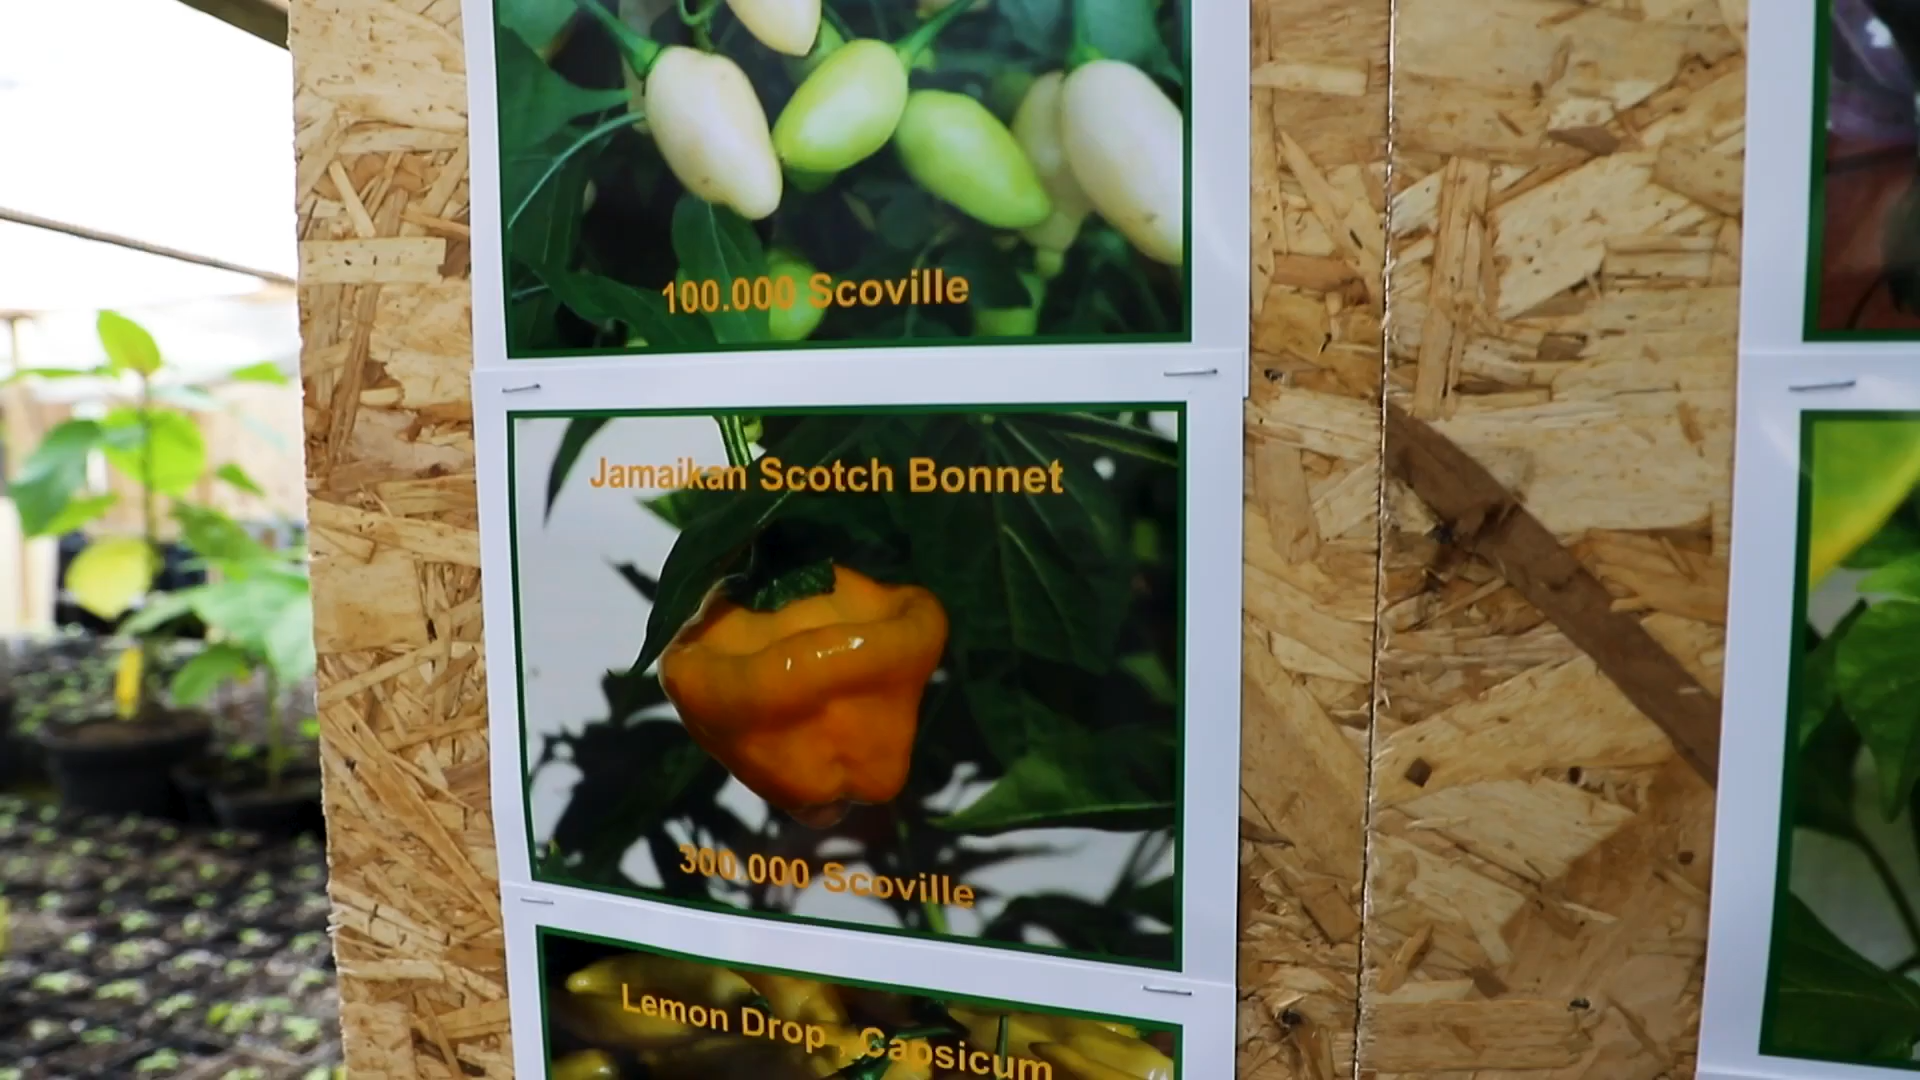 100.000 Scoville
Jamaikan Scotch Bonnet
300.000 Scoville
Lemon Drop, Capsicum